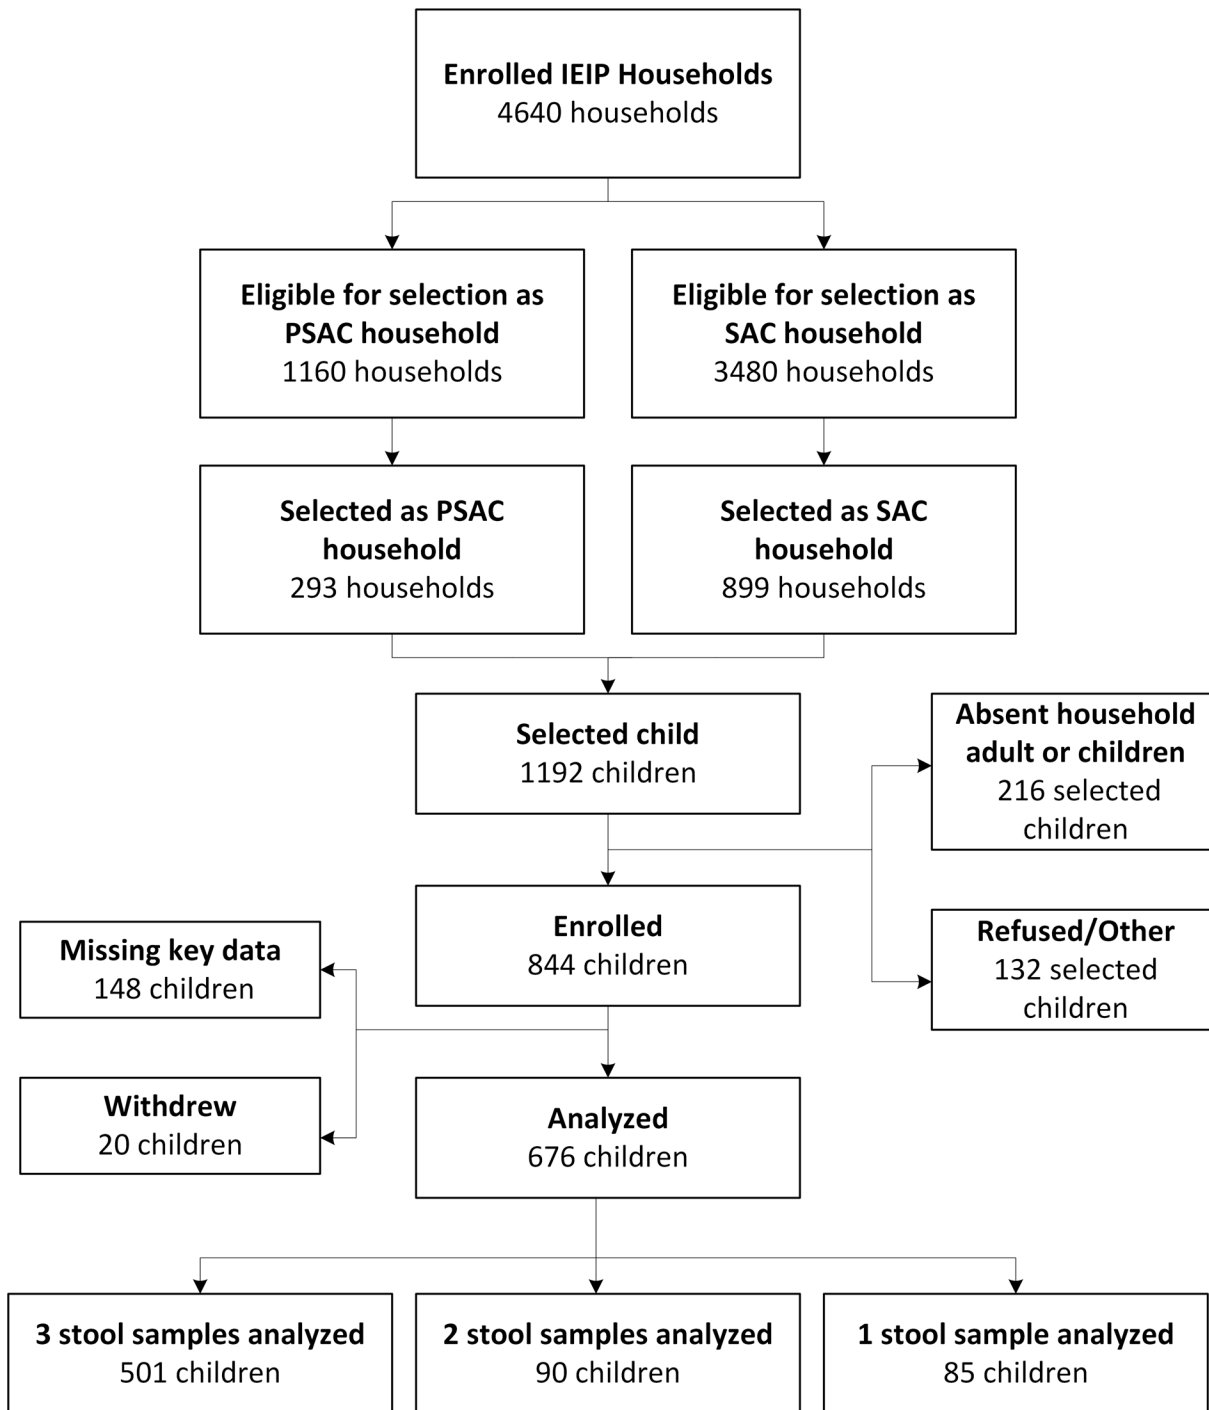 Enrolled IEIP Households
4640 households
Eligible for selection as
PSAC household
1160 households
Eligible for selection as
SAC household
3480 households
Selected as PSAC
household
293 households
Selected as SAC
household
899 households
Selected child
1192 children
Absent household
adult or children
216 selected
children
Enrolled
844 children
Refused/Other
132 selected
children
Missing key data
148 children
Withdrew
20 children
Analyzed
676 children
3 stool samples analyzed
501 children
2 stool samples analyzed
90 children
1 stool sample analyzed
85 children